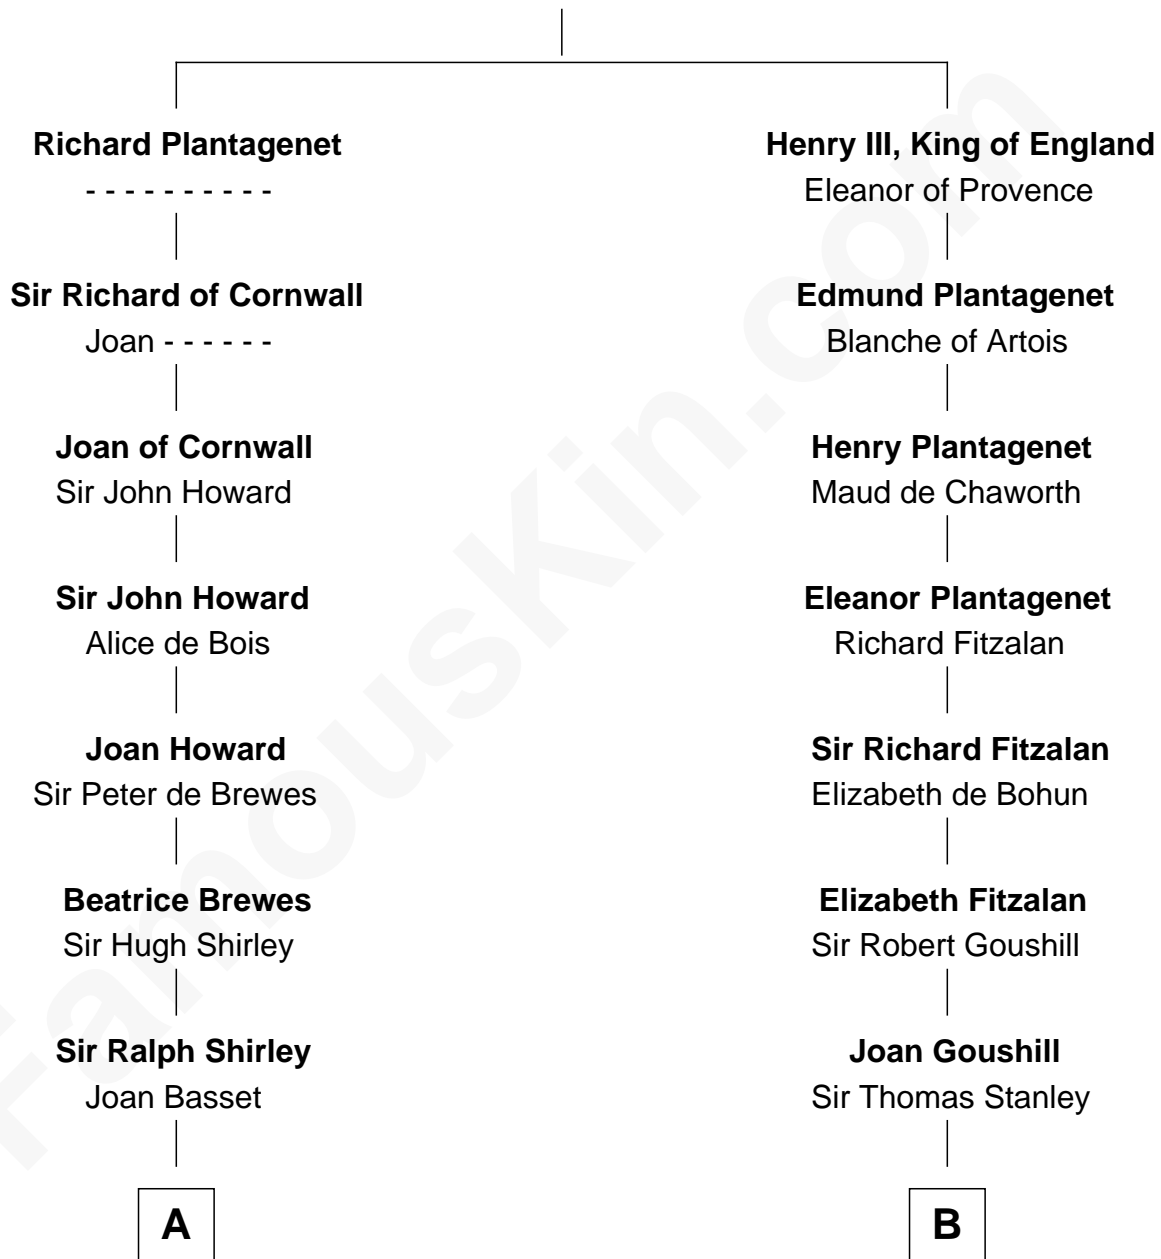 Richard Plantagenet
- - - - - - - - - -
Sir Richard of Cornwall
Joan - - - - - -
Joan of Cornwall
Sir John Howard
Sir John Howard
Alice de Bois
Joan Howard
Sir Peter de Brewes
Beatrice Brewes
Sir Hugh Shirley
Sir Ralph Shirley
Joan Basset
A
Henry III, King of England
Eleanor of Provence
Edmund Plantagenet
Blanche of Artois
Henry Plantagenet
Maud de Chaworth
Eleanor Plantagenet
Richard Fitzalan
Sir Richard Fitzalan
Elizabeth de Bohun
Elizabeth Fitzalan
Sir Robert Goushill
Joan Goushill
Sir Thomas Stanley
B
FamousKin.com